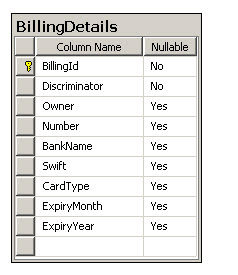 BillingDetails
Column Name Nullable
BillingId No
Discriminator No
Owner Yes
Number Yes
BankName Yes
Swift Yes
CardType Yes
ExpiryMonth Yes
ExpiryYear Yes